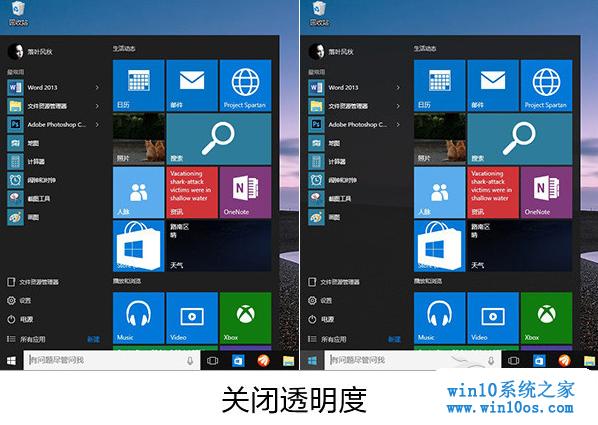 回收站
落叶风秋
生活动态
最常用
Word 2013
文件资源管理器
Adobe Photoshop C...
地图
计算器
闹钟和时钟
截图工具
画图
日历
邮件
Project Spartan
照片
搜索
人脉
Vacationing shark-attack victims were in shallow water
资讯
OneNote
路南区
晴
天气
播放和浏览
文件资源管理器
设置
电源
所有应用
新建
Music
Video
Xbox
有问题尽管问我
回收站
落叶风秋
生活动态
最常用
Word 2013
文件资源管理器
Adobe Photoshop C...
地图
计算器
闹钟和时钟
截图工具
画图
日历
邮件
Project Spartan
照片
搜索
人脉
Vacationing shark-attack victims were in shallow water
资讯
OneNote
路南区
晴
天气
播放和浏览
文件资源管理器
设置
电源
所有应用
新建
Music
Video
Xbox
有问题尽管问我
关闭透明度
win10系统之家
www.win10os.com